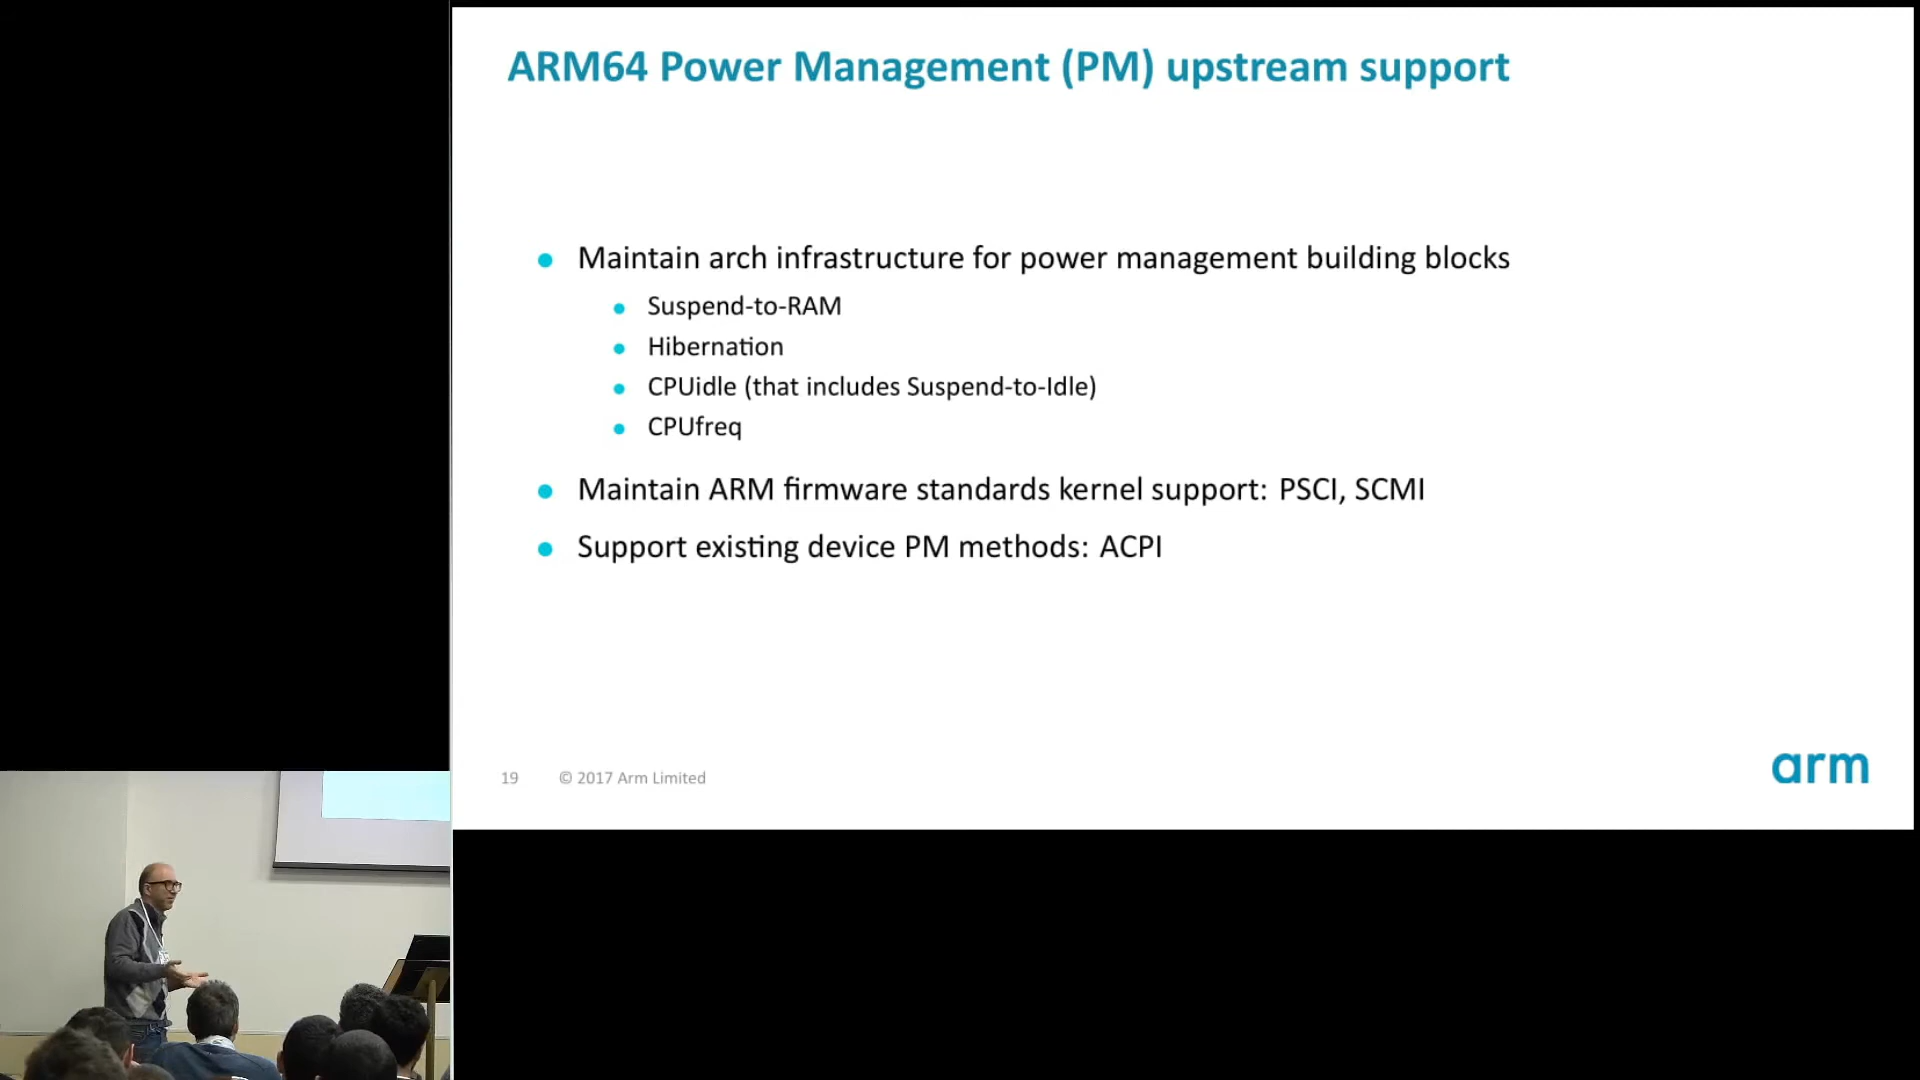 ARM64 Power Management (PM) upstream support
Maintain arch infrastructure for power management building blocks
Suspend-to-RAM
Hibernation
CPUidle (that includes Suspend-to-Idle)
CPUfreq
Maintain ARM firmware standards kernel support: PSCI, SCMI
Support existing device PM methods: ACPI
19 © 2017 Arm Limited
arm